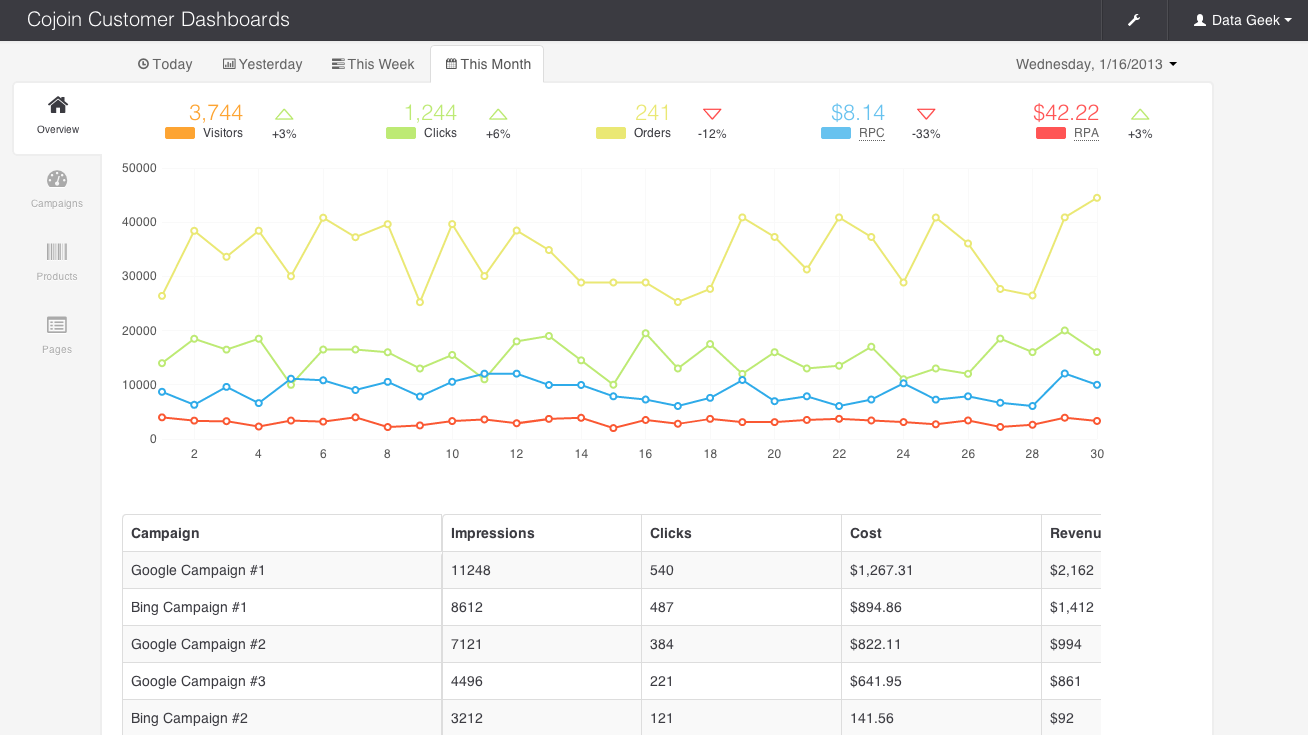 Cojoin Customer Dashboards
Data Geek
Today Yesterday This Week This Month Wednesday, 1/16/2013
Overview
Campaigns
Products
Pages
3,744 1,244 241 $8.14 $42.22
Visitors +3% Clicks +6% Orders -12% RPC -33% RPA +3%
50000
40000
30000
20000
10000
0
2 4 6 8 10 12 14 16 18 20 22 24 26 28 30
Campaign Impressions Clicks Cost Revenu
Google Campaign #1 11248 540 $1,267.31 $2,162
Bing Campaign #1 8612 487 $894.86 $1,412
Google Campaign #2 7121 384 $822.11 $994
Google Campaign #3 4496 221 $641.95 $861
Bing Campaign #2 3212 121 141.56 $92